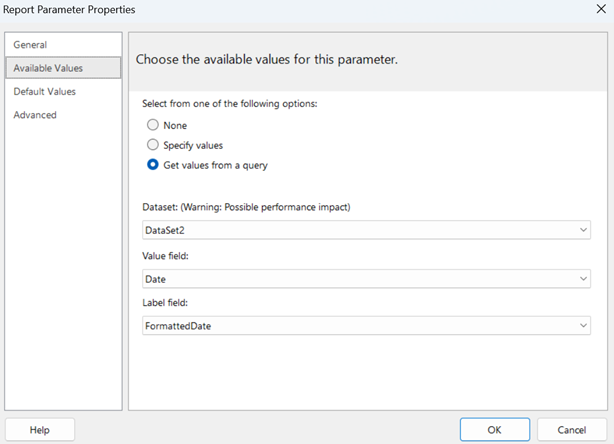 Report Parameter Properties
General
Available Values
Default Values
Advanced
Choose the available values for this parameter.
Select from one of the following options:
None
Specify values
Get values from a query
Dataset: (Warning: Possible performance impact)
DataSet2
Value field:
Date
Label field:
FormattedDate
Help
OK
Cancel